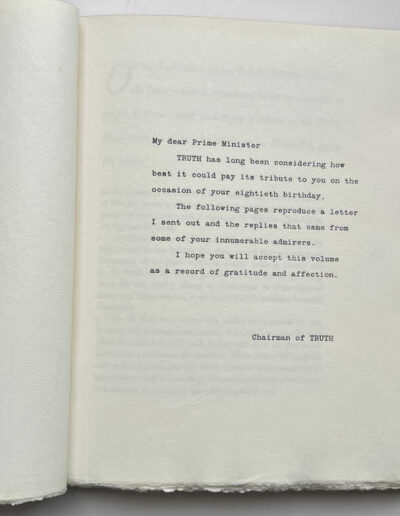 My dear Prime Minister
TRUTH has long been considering how
best it could pay its tribute to you on the
occasion of your eightieth birthday.
The following pages reproduce a letter
I sent out and the replies that came from
some of your innumerable admirers.
I hope you will accept this volume
as a record of gratitude and affection.
Chairman of TRUTH